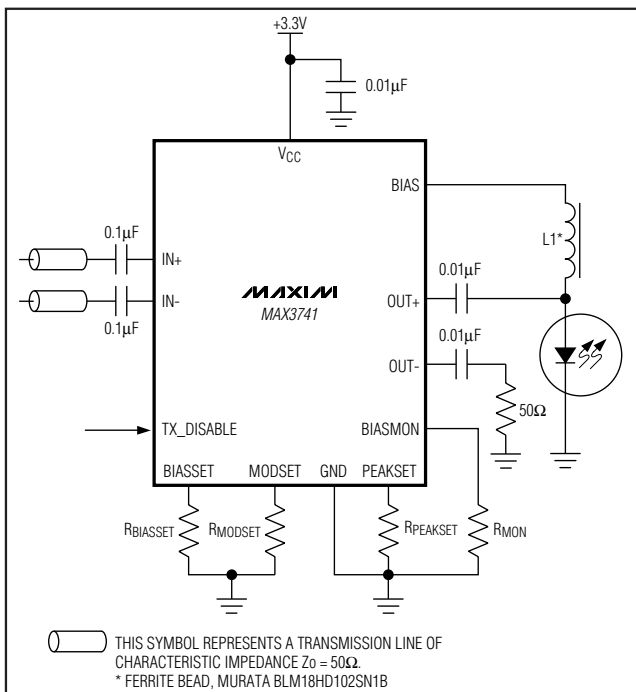 +3.3V
0.01µF
VCC
BIAS
L1*
0.1µF
IN+
0.01µF
MAXIM
MAX3741
OUT+
IN-
0.1µF
0.01µF
OUT-
50Ω
TX_DISABLE
BIASMON
BIASSET MODSET GND PEAKSET
RBIASSET RMODSET RPEAKSET RMON
THIS SYMBOL REPRESENTS A TRANSMISSION LINE OF
CHARACTERISTIC IMPEDANCE Zo = 50Ω.
* FERRITE BEAD, MURATA BLM18HD102SN1B